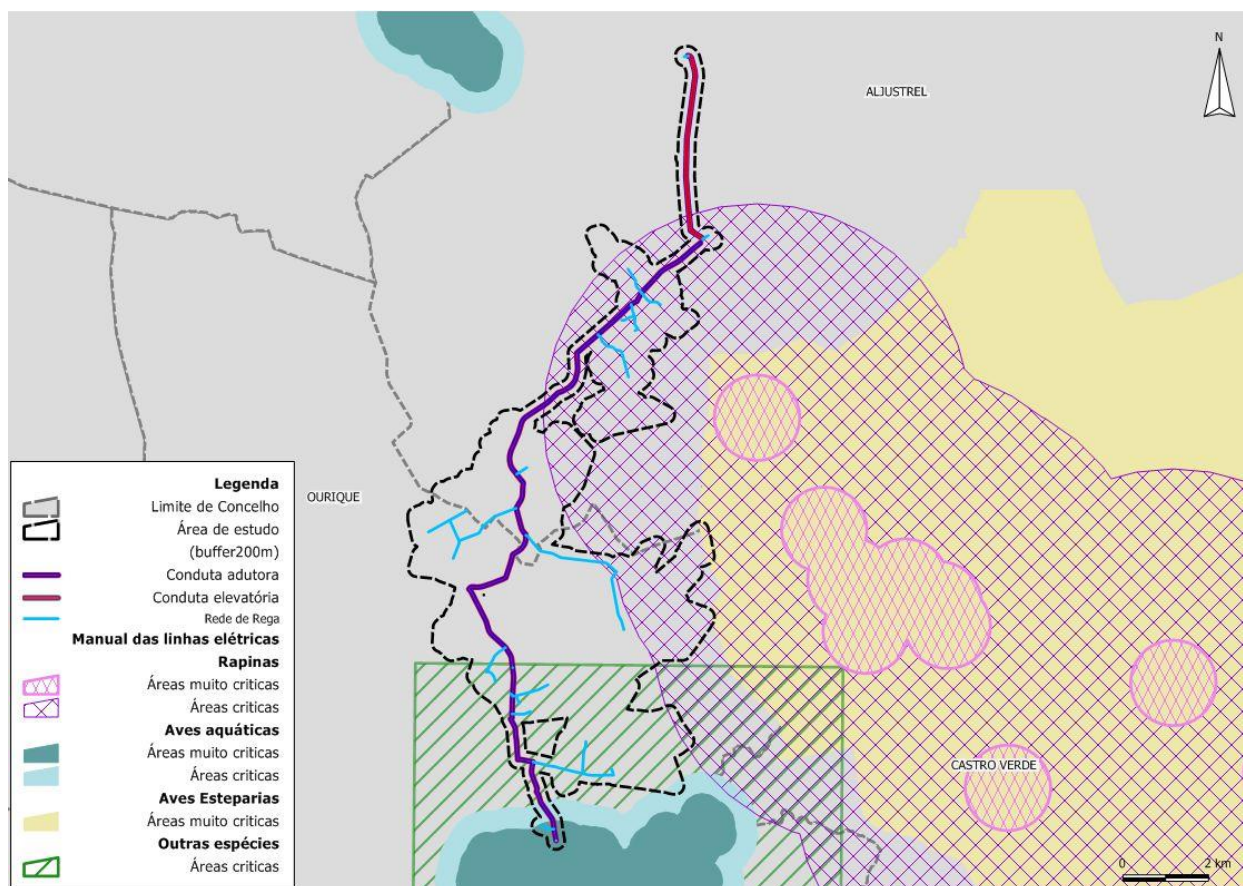 N
ALJUSTREL
OURIQUE
CASTRO VERDE
Legenda
Limite de Concelho
Área de estudo
(buffer200m)
Conduta adutora
Conduta elevatória
Rede de Rega
Manual das linhas elétricas
Rapinas
Áreas muito criticas
Áreas criticas
Aves aquáticas
Áreas muito criticas
Áreas criticas
Aves Esteparias
Áreas muito criticas
Outras espécies
Áreas criticas
0 2 km